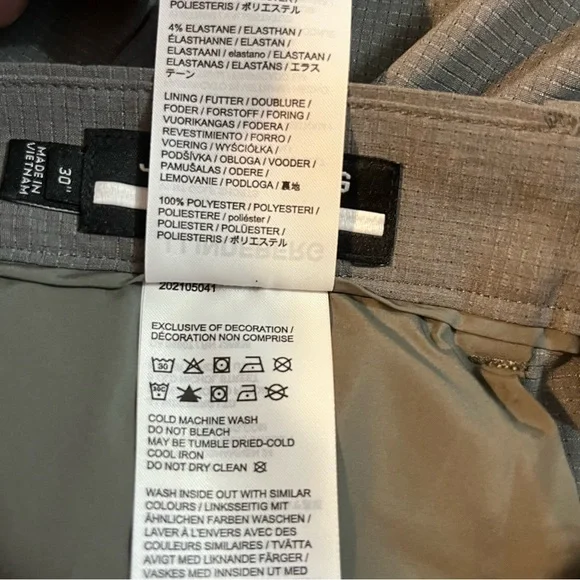 POLIESTERIS / ポリエステル
4% ELASTANE / ELASTHAN /
ÉLASTHANNE / ELASTAN /
ELASTAANI / elastano / ELASTAAN /
ELASTANAS / ELASTĀNS / エラス
テーン
LINING / FUTTER / DOUBLURE /
FODER / FORSTOFF / FORING /
VUORIKANGAS / FODERA /
REVESTIMIENTO / FORRO /
VOERING / WYŚCIÓŁKA /
PODŠÍVKA / OBLOGA / VOODER /
PAMUŠALAS / ODERE /
LEMOVANIE / PODLOGA / 裏地
100% POLYESTER / POLYESTERI /
POLIESTERE / poliéster /
POLYESTER / POLÜESTER /
POLIESTERIS / ポリエステル
MADE IN
VIETNAM
30"
J
G
LINDEBERG
202105041
EXCLUSIVE OF DECORATION /
DÉCORATION NON COMPRISE
30
30C
COLD MACHINE WASH
DO NOT BLEACH
MAY BE TUMBLE DRIED-COLD
COOL IRON
DO NOT DRY CLEAN
WASH INSIDE OUT WITH SIMILAR
COLOURS / LINKSSEITIG MIT
ÄHNLICHEN FARBEN WASCHEN /
LAVER À L'ENVERS AVEC DES
COULEURS SIMILAIRES / TVÄTTA
AVIGT MED LIKNANDE FÄRGER /
VASKES MED INNSIDEN UT MED